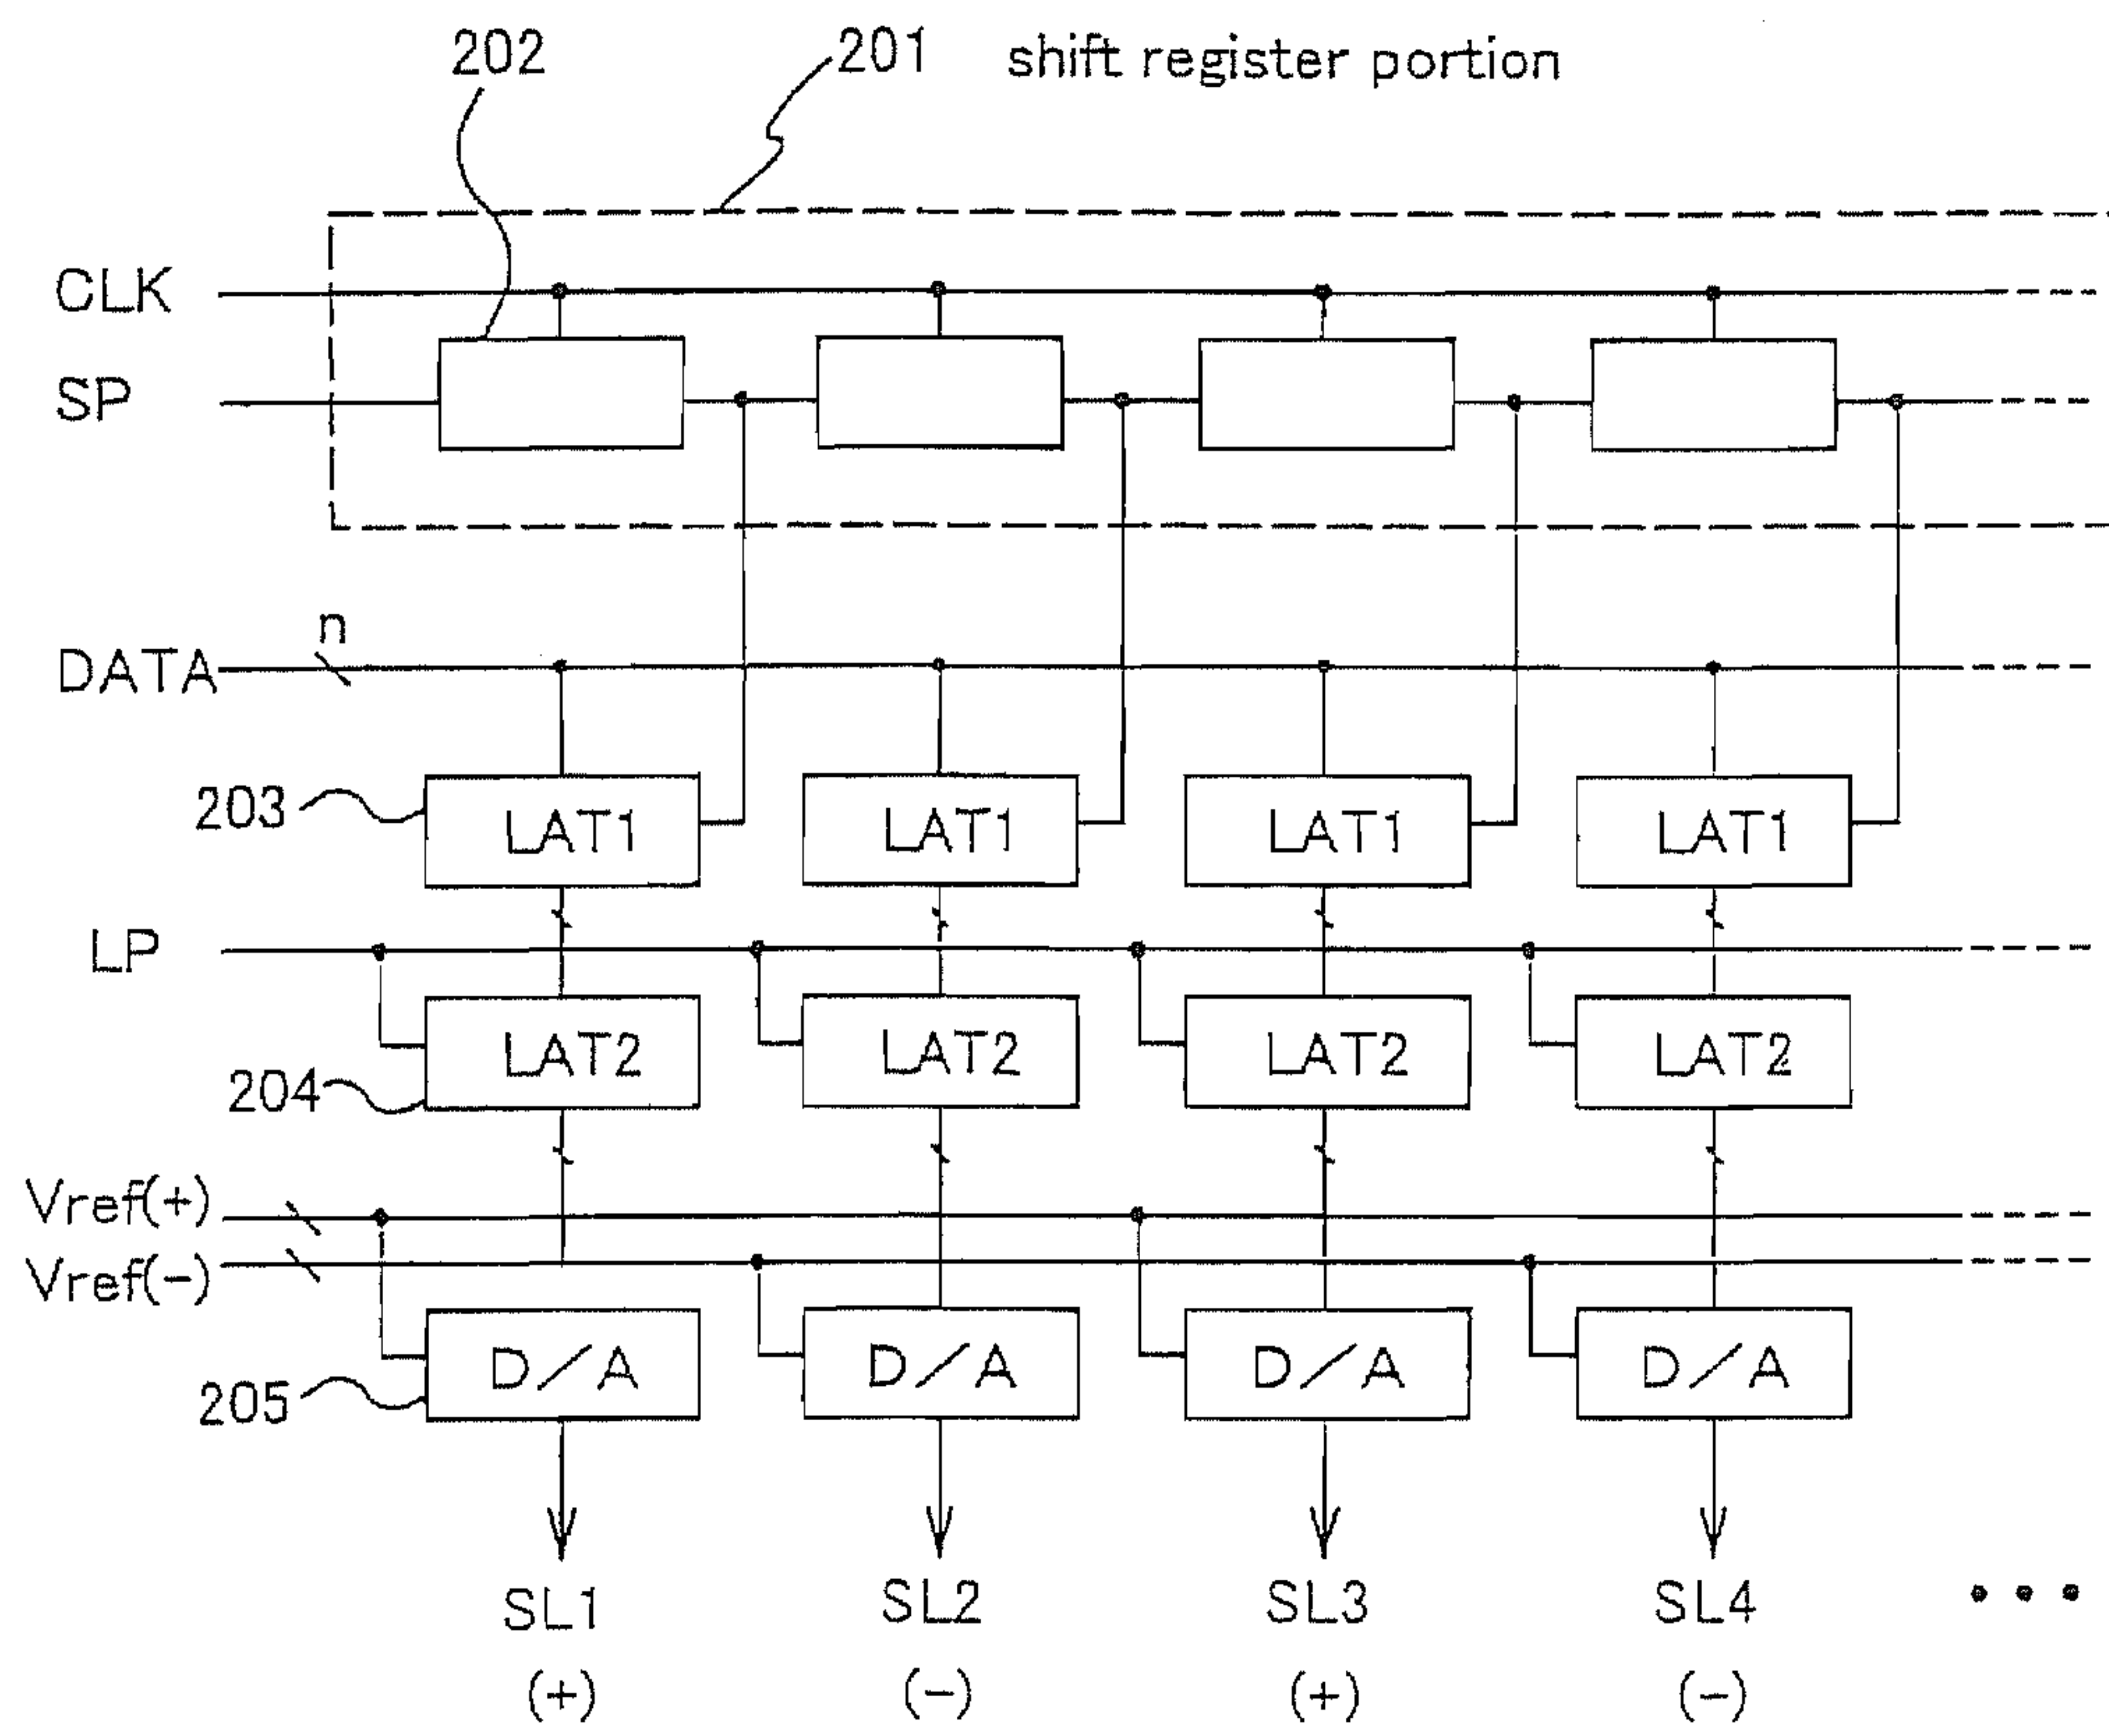 202
201 shift register portion
CLK
SP
n
DATA
203 LAT1 LAT1 LAT1 LAT1
LP
204 LAT2 LAT2 LAT2 LAT2
Vref(+)
Vref(-)
205 D/A D/A D/A D/A
SL1 SL2 SL3 SL4 •••
(+) (-) (+) (-)